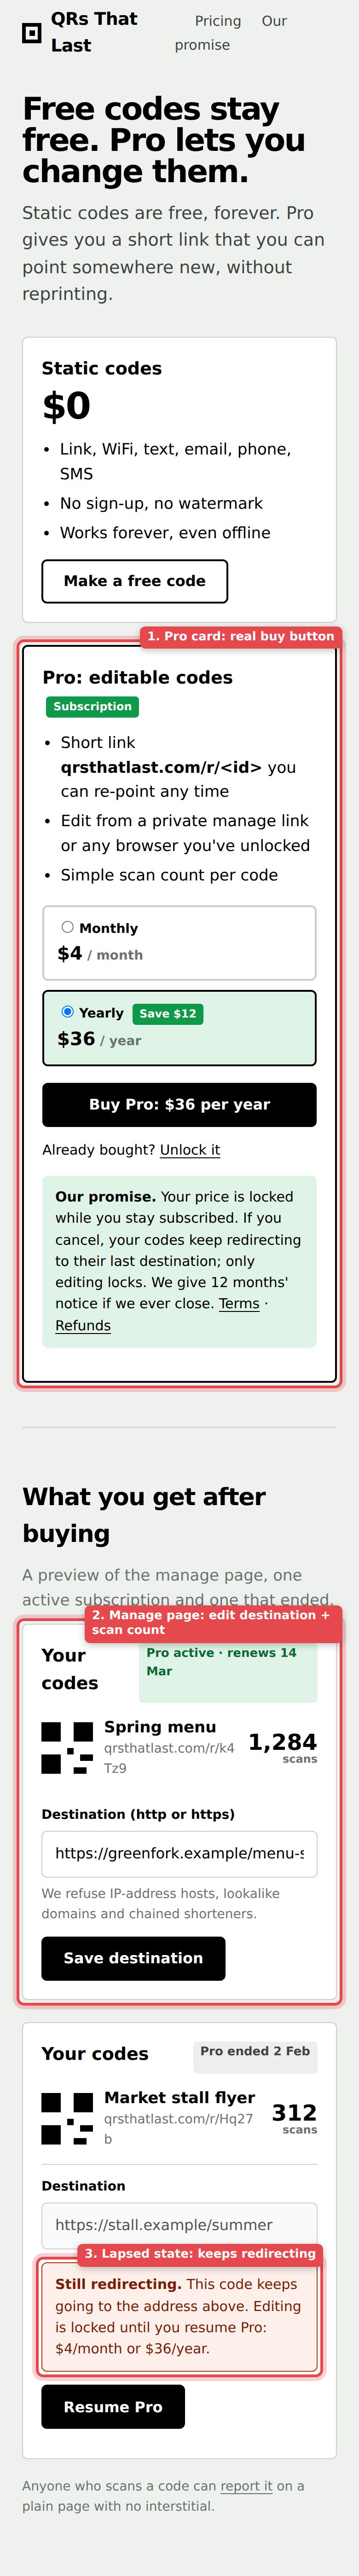 QRs That
Last
Pricing Our
promise
Free codes stay
free. Pro lets you
change them.
Static codes are free, forever. Pro
gives you a short link that you can
point somewhere new, without
reprinting.
Static codes
$0
• Link, WiFi, text, email, phone,
SMS
• No sign-up, no watermark
• Works forever, even offline
Make a free code
1. Pro card: real buy button
Pro: editable codes
Subscription
• Short link
qrsthatlast.com/r/<id> you
can re-point any time
• Edit from a private manage link
or any browser you've unlocked
• Simple scan count per code
Monthly
$4 / month
Yearly Save $12
$36 / year
Buy Pro: $36 per year
Already bought? Unlock it
Our promise. Your price is locked
while you stay subscribed. If you
cancel, your codes keep redirecting
to their last destination; only
editing locks. We give 12 months'
notice if we ever close. Terms ·
Refunds
What you get after
buying
A preview of the manage page, one
active subscription and one that ended.
2. Manage page: edit destination +
scan count
Your
codes
Pro active · renews 14
Mar
Spring menu
qrsthatlast.com/r/k4
Tz9
1,284
scans
Destination (http or https)
https://greenfork.example/menu-s
We refuse IP-address hosts, lookalike
domains and chained shorteners.
Save destination
Your codes
Pro ended 2 Feb
Market stall flyer
qrsthatlast.com/r/Hq27
b
312
scans
Destination
https://stall.example/summer
3. Lapsed state: keeps redirecting
Still redirecting. This code keeps
going to the address above. Editing
is locked until you resume Pro:
$4/month or $36/year.
Resume Pro
Anyone who scans a code can report it on a
plain page with no interstitial.